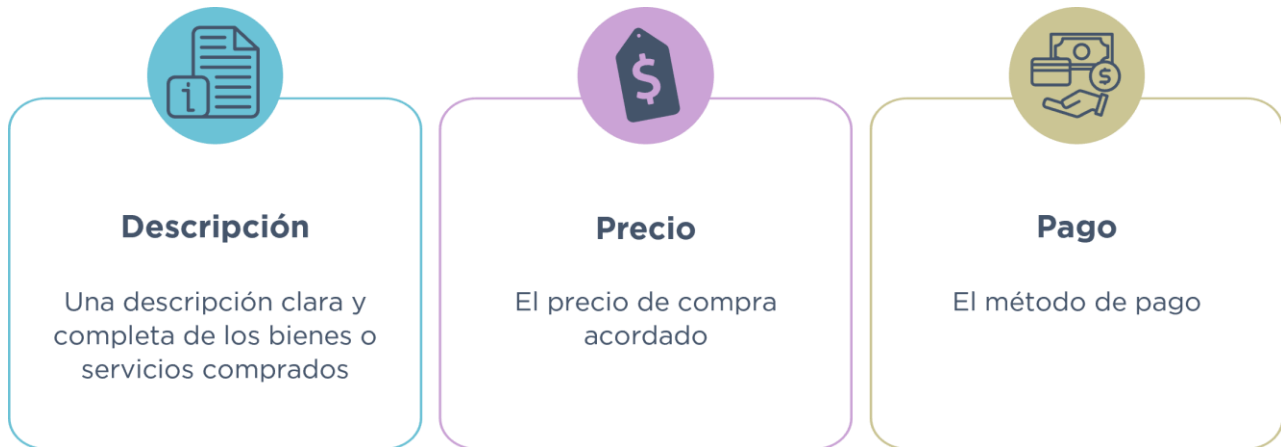 Descripción
Una descripción clara y
completa de los bienes o
servicios comprados
Precio
El precio de compra
acordado
Pago
El método de pago